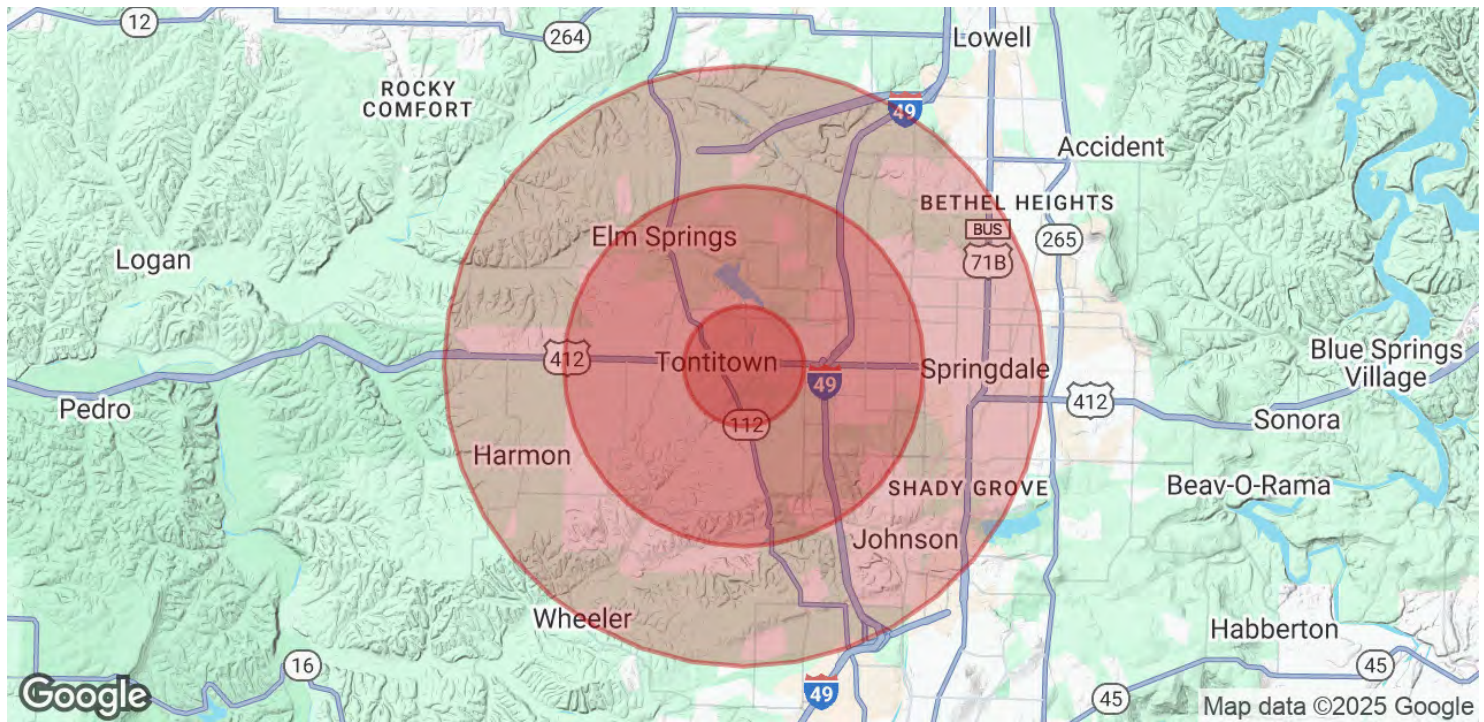 12
264
Lowell
ROCKY
COMFORT
49
Accident
BETHEL HEIGHTS
BUS
71B
265
Elm Springs
Logan
412
Tontitown
49
Springdale
Blue Springs
Village
Pedro
412
Sonora
112
Harmon
SHADY GROVE
Beav-O-Rama
Johnson
Wheeler
Habberton
16
45
45
49
Google
Map data ©2025 Google